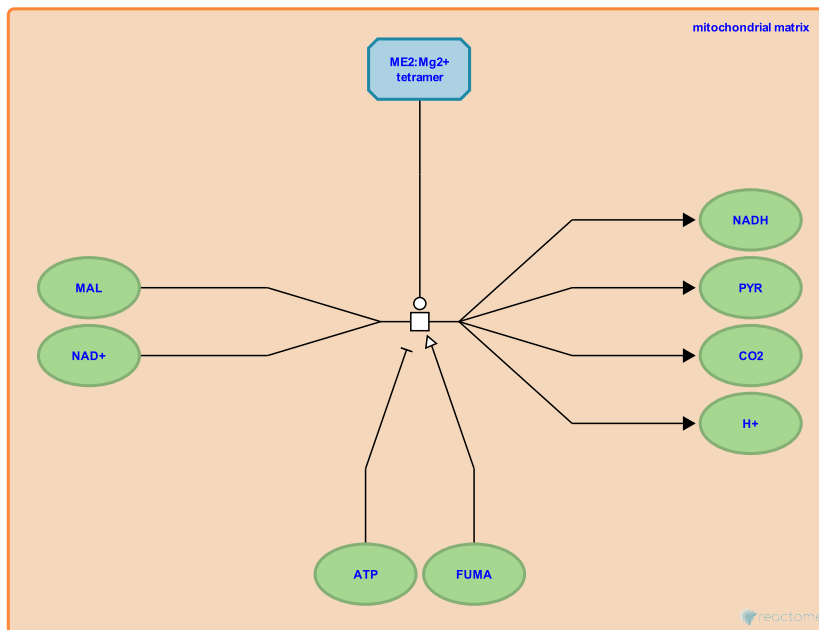 mitochondrial matrix
ME2:Mg2+
tetramer
NADH
MAL
PYR
NAD+
CO2
H+
ATP
FUMA
reactome